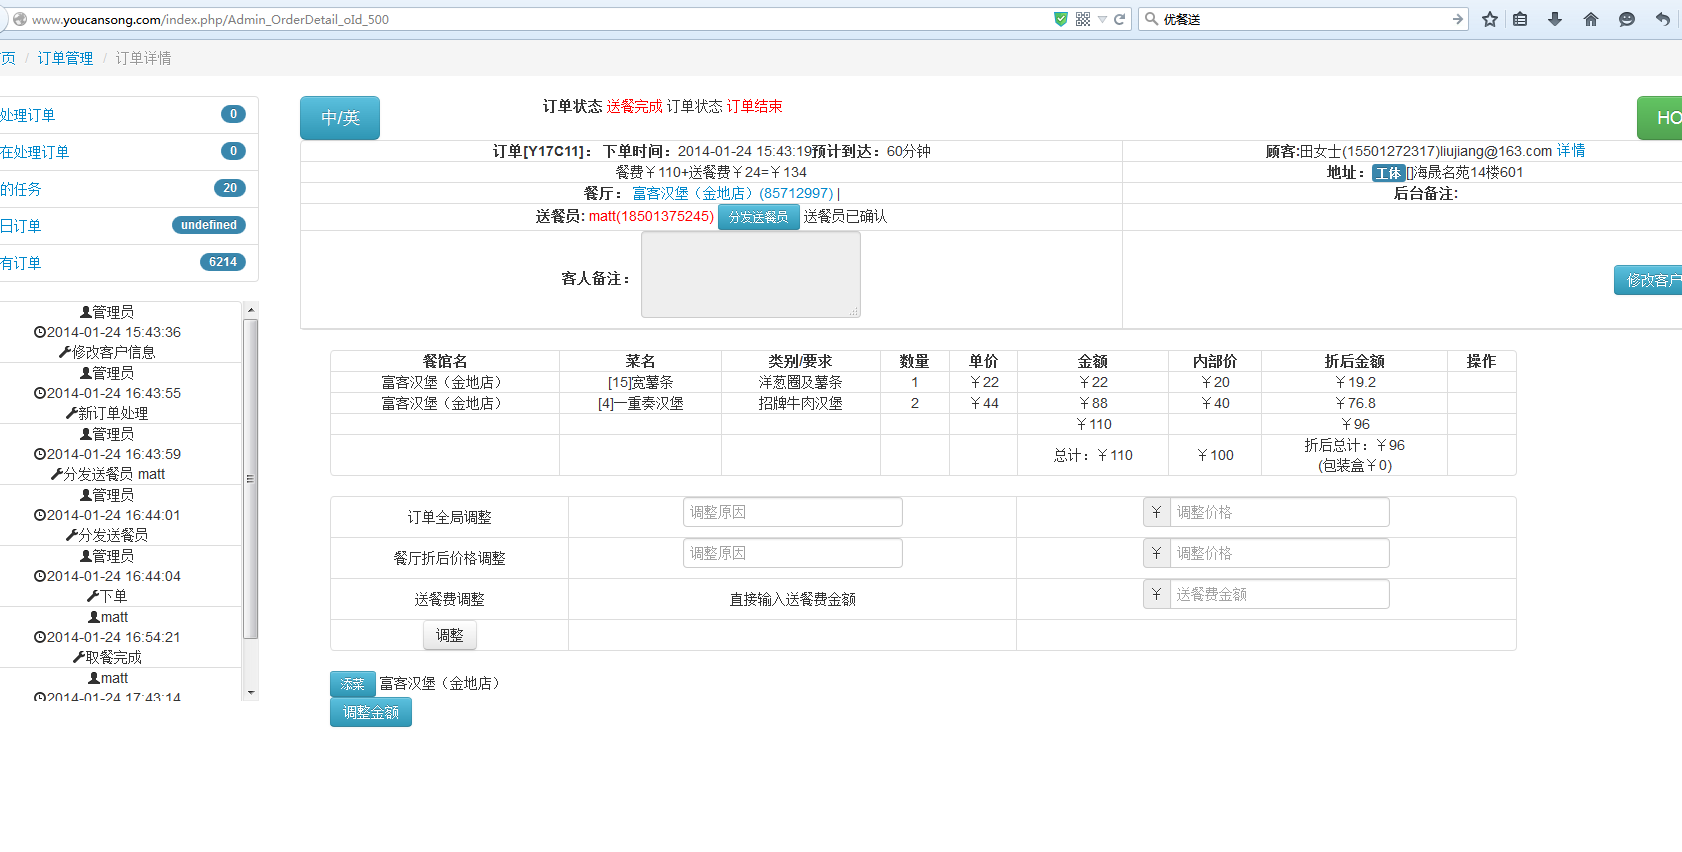 www.youcansong.com/index.php/Admin_OrderDetail_oId_500
优餐送
页 / 订单管理 / 订单详情
处理订单 0
在处理订单 0
的任务 20
日订单 undefined
有订单 6214
管理员
2014-01-24 15:43:36
修改客户信息
管理员
2014-01-24 16:43:55
新订单处理
管理员
2014-01-24 16:43:59
分发送餐员 matt
管理员
2014-01-24 16:44:01
分发送餐员
管理员
2014-01-24 16:44:04
下单
matt
2014-01-24 16:54:21
取餐完成
matt
2014-01-24 17:43:14
中/英
订单状态 送餐完成 订单状态 订单结束
HO
订单[Y17C11]： 下单时间：2014-01-24 15:43:19预计到达：60分钟
顾客:田女士(15501272317)liujiang@163.com 详情
餐费￥110+送餐费￥24=￥134
地址：工体[]海晟名苑14楼601
餐厅： 富客汉堡（金地店）(85712997) |
后台备注:
送餐员: matt(18501375245) 分发送餐员 送餐员已确认
客人备注：
修改客户
餐馆名 菜名 类别/要求 数量 单价 金额 内部价 折后金额 操作
富客汉堡（金地店） [15]宽薯条 洋葱圈及薯条 1 ￥22 ￥22 ￥20 ￥19.2
富客汉堡（金地店） [4]一重奏汉堡 招牌牛肉汉堡 2 ￥44 ￥88 ￥40 ￥76.8
￥110 ￥96
总计：￥110 ￥100 折后总计：￥96
(包装盒￥0)
订单全局调整 调整原因 ￥ 调整价格
餐厅折后价格调整 调整原因 ￥ 调整价格
送餐费调整 直接输入送餐费金额 ￥ 送餐费金额
调整
添菜 富客汉堡（金地店）
调整金额